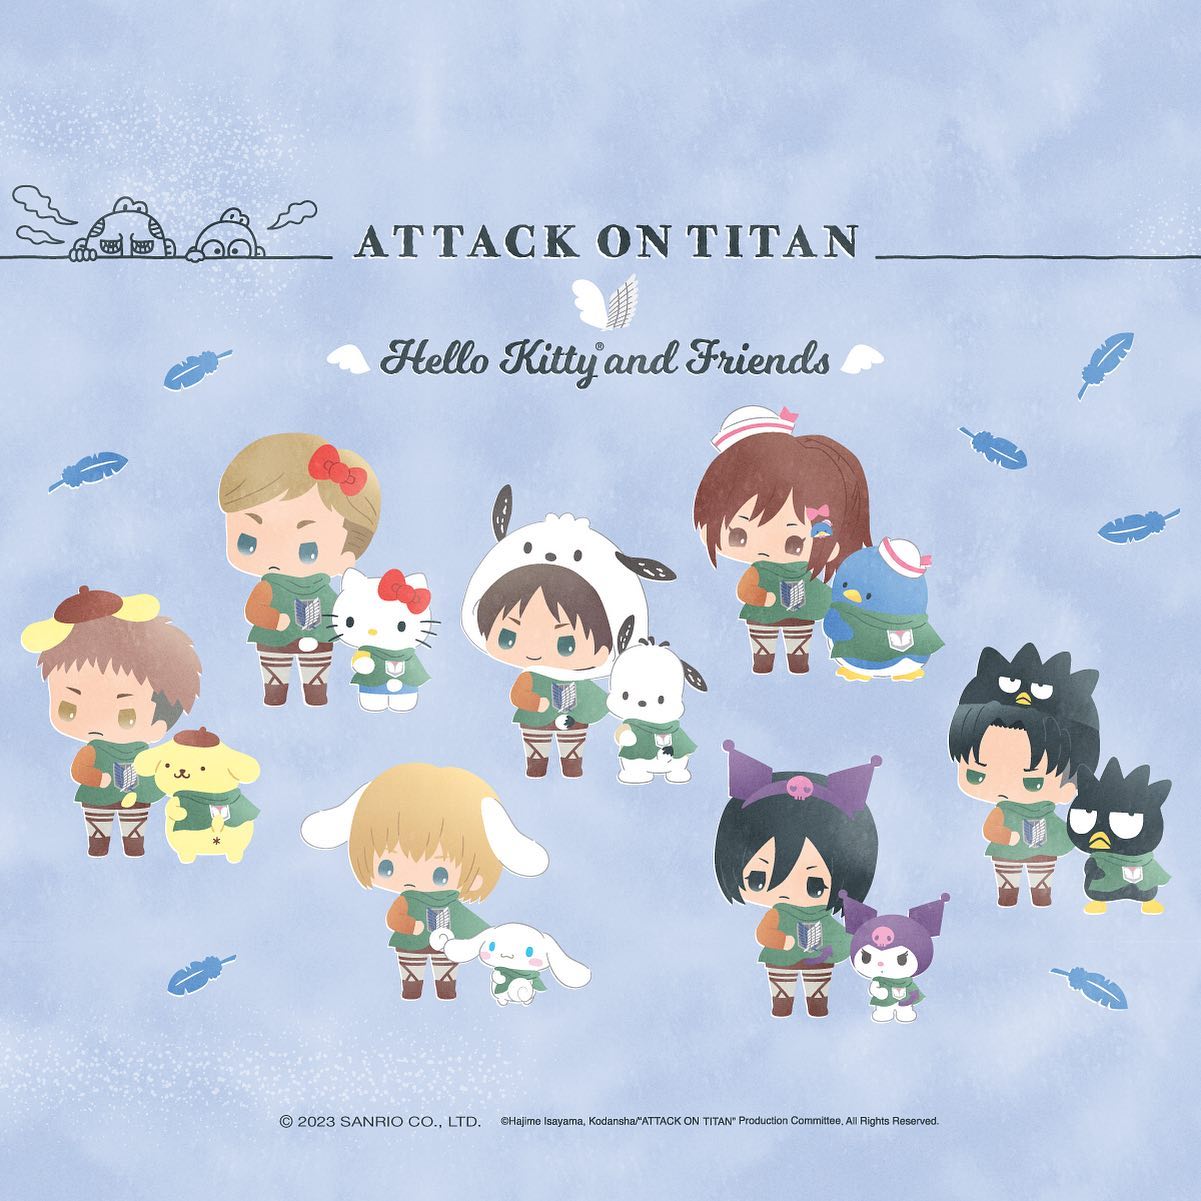 ATTACK ON TITAN
Hello Kitty® and Friends
© 2023 SANRIO CO., LTD. ©Hajime Isayama, Kodansha/"ATTACK ON TITAN" Production Committee. All Rights Reserved.